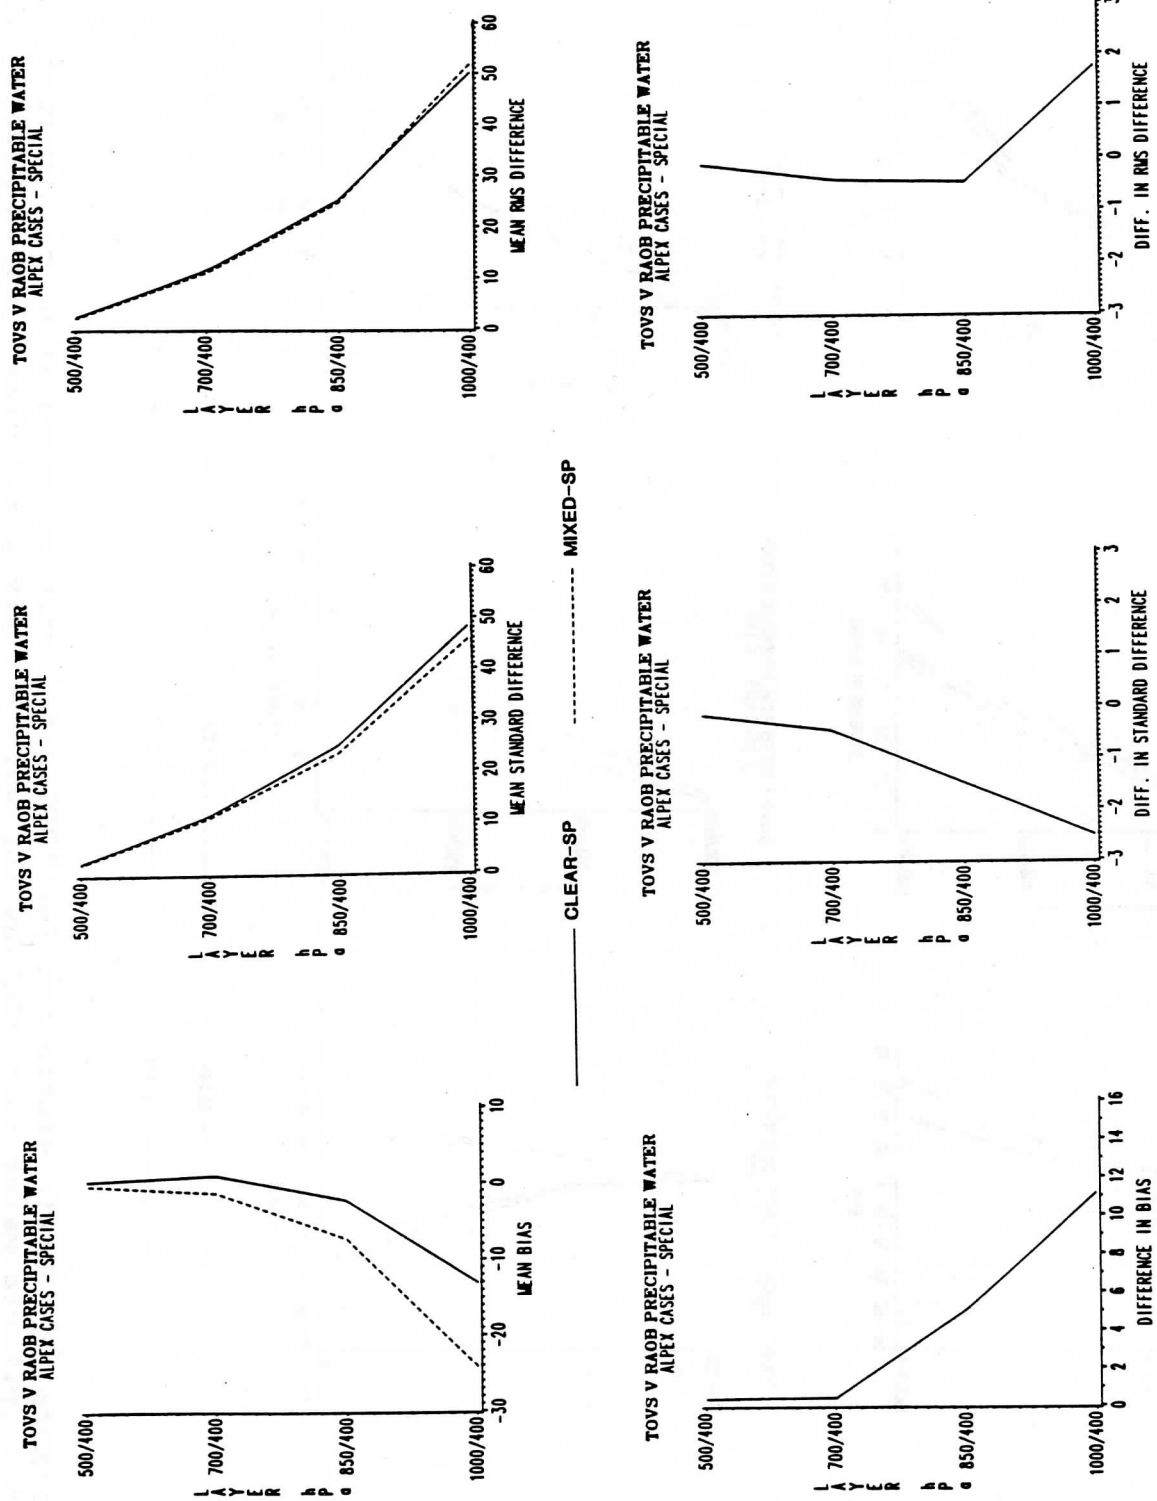 TOVS V RAOB PRECIPITABLE WATER
ALPEX CASES - SPECIAL
LAYER hPa
500/400
700/400
850/400
1000/400
-30 -20 -10 0 10
MEAN BIAS
TOVS V RAOB PRECIPITABLE WATER
ALPEX CASES - SPECIAL
LAYER hPa
500/400
700/400
850/400
1000/400
0 10 20 30 40 50 60
MEAN STANDARD DIFFERENCE
TOVS V RAOB PRECIPITABLE WATER
ALPEX CASES - SPECIAL
LAYER hPa
500/400
700/400
850/400
1000/400
0 10 20 30 40 50 60
MEAN RMS DIFFERENCE
CLEAR-SP
MIXED-SP
TOVS V RAOB PRECIPITABLE WATER
ALPEX CASES - SPECIAL
LAYER hPa
500/400
700/400
850/400
1000/400
0 2 4 6 8 10 12 14 16
DIFFERENCE IN BIAS
TOVS V RAOB PRECIPITABLE WATER
ALPEX CASES - SPECIAL
LAYER hPa
500/400
700/400
850/400
1000/400
-3 -2 -1 0 1 2 3
DIFF. IN STANDARD DIFFERENCE
TOVS V RAOB PRECIPITABLE WATER
ALPEX CASES - SPECIAL
LAYER hPa
500/400
700/400
850/400
1000/400
-3 -2 -1 0 1 2 3
DIFF. IN RMS DIFFERENCE